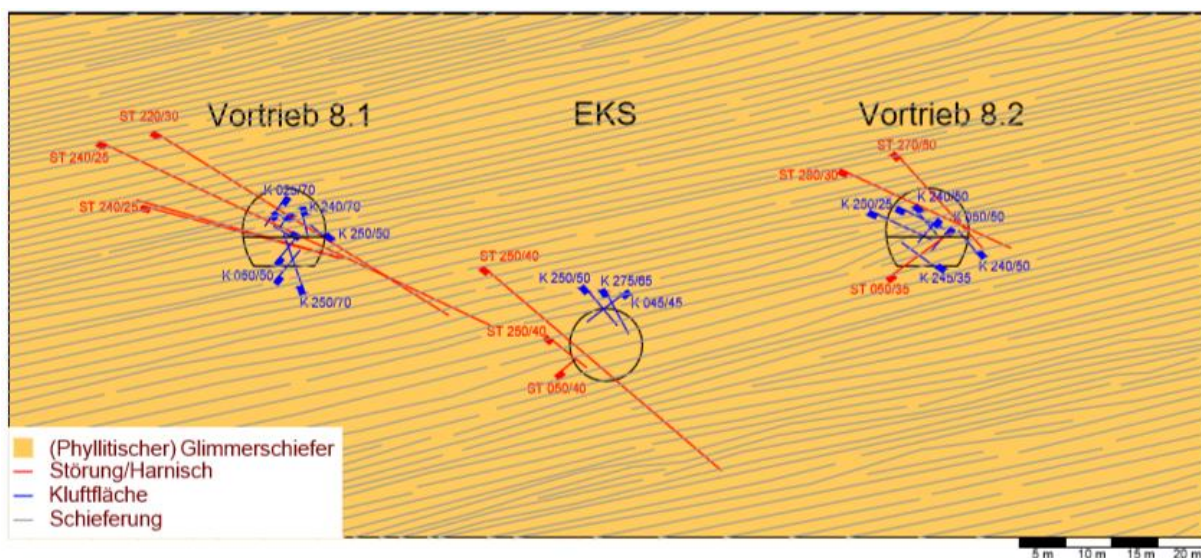 Vortrieb 8.1
EKS
Vortrieb 8.2
ST 220/30
ST 240/25
ST 240/25
K 025/70
K 240/70
K 250/50
K 050/50
K 250/70
ST 250/40
K 250/50
K 275/65
K 045/45
ST 250/40
ST 050/40
ST 270/50
ST 280/30
K 240/50
K 200/25
K 050/50
K 240/50
K 245/35
ST 050/35
(Phyllitischer) Glimmerschiefer
Störung/Harnisch
Kluftfläche
Schieferung
5 m 10 m 15 m 20 m